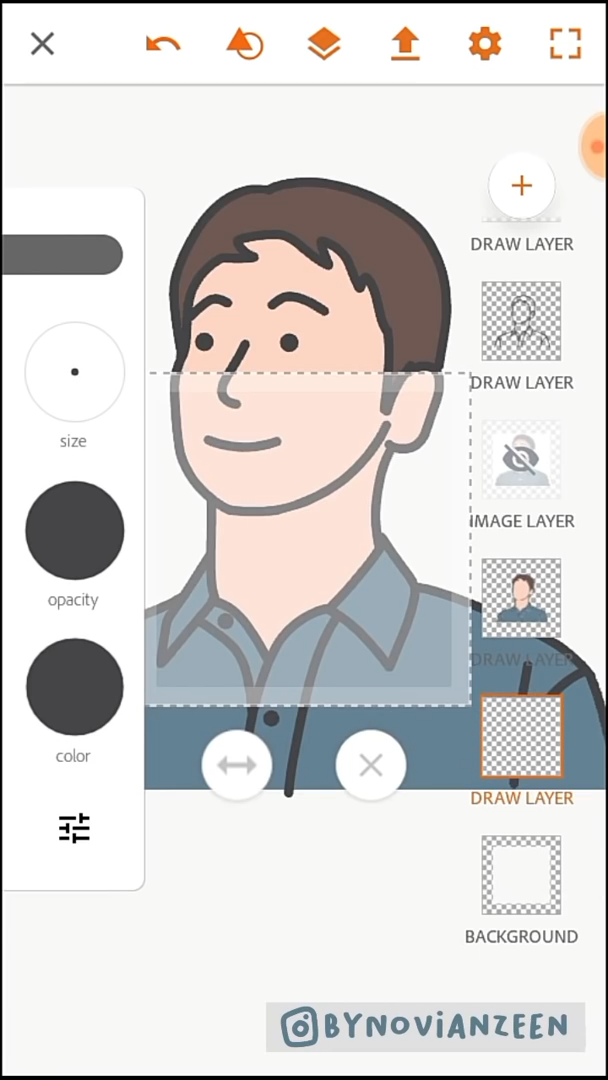 DRAW LAYER
DRAW LAYER
size
IMAGE LAYER
opacity
DRAW LAYER
color
DRAW LAYER
BACKGROUND
BYNOVIANZEEN